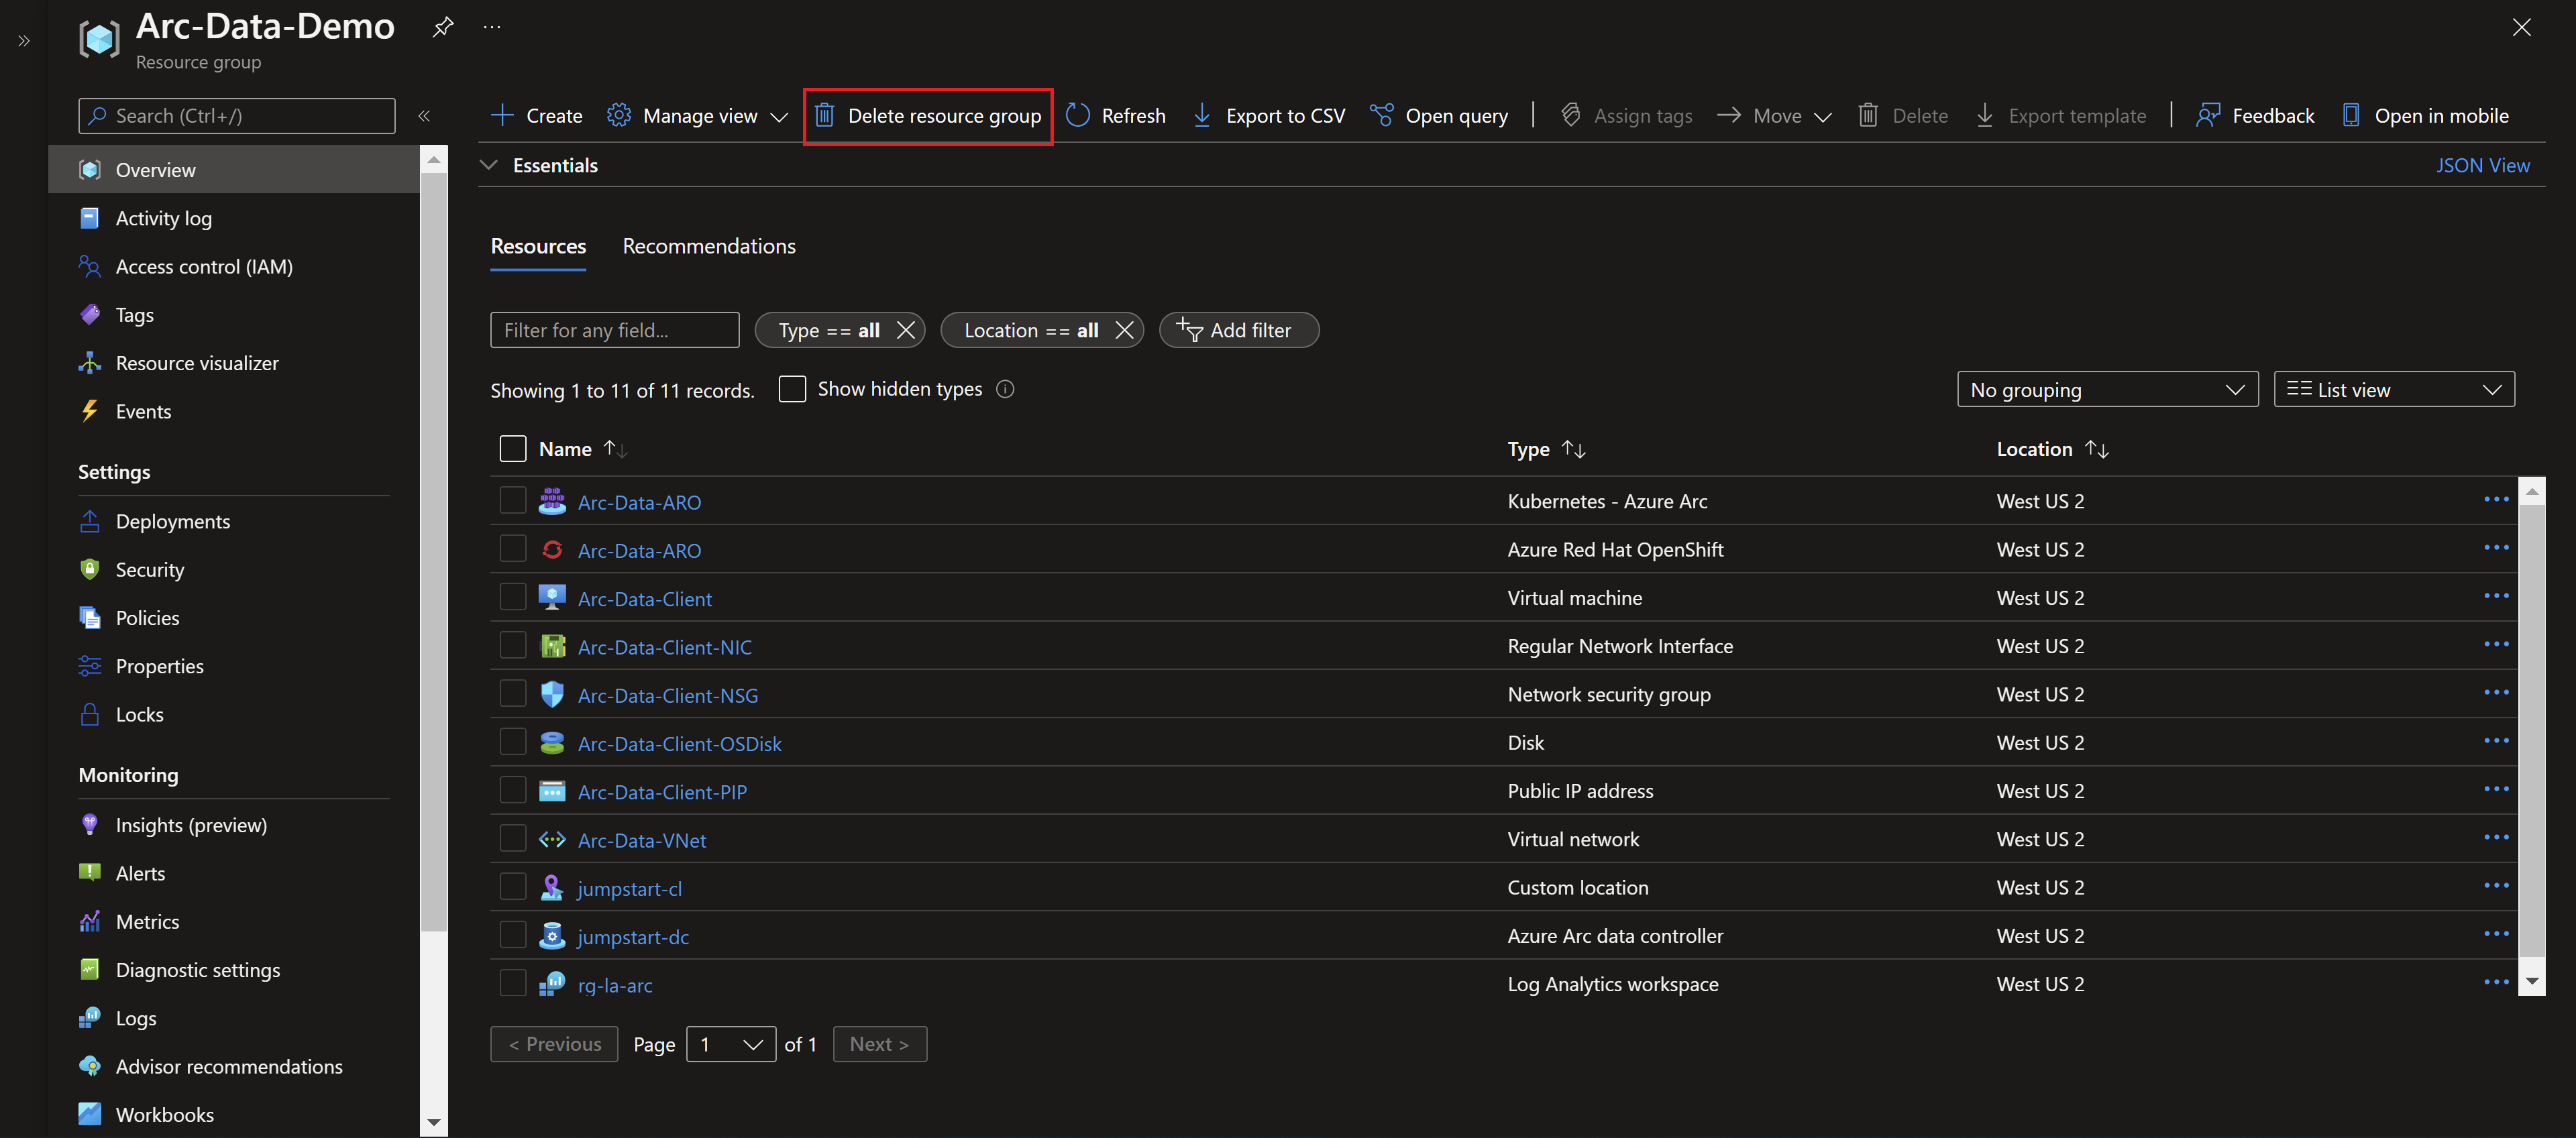 Arc-Data-Demo
Resource group
Search (Ctrl+/)
Create Manage view Delete resource group Refresh Export to CSV Open query Assign tags Move Delete Export template Feedback Open in mobile
Essentials JSON View
Overview
Activity log
Access control (IAM)
Tags
Resource visualizer
Events
Settings
Deployments
Security
Policies
Properties
Locks
Monitoring
Insights (preview)
Alerts
Metrics
Diagnostic settings
Logs
Advisor recommendations
Workbooks
Resources Recommendations
Filter for any field... Type == all Location == all Add filter
Showing 1 to 11 of 11 records. Show hidden types No grouping List view
Name Type Location
Arc-Data-ARO Kubernetes - Azure Arc West US 2
Arc-Data-ARO Azure Red Hat OpenShift West US 2
Arc-Data-Client Virtual machine West US 2
Arc-Data-Client-NIC Regular Network Interface West US 2
Arc-Data-Client-NSG Network security group West US 2
Arc-Data-Client-OSDisk Disk West US 2
Arc-Data-Client-PIP Public IP address West US 2
Arc-Data-VNet Virtual network West US 2
jumpstart-cl Custom location West US 2
jumpstart-dc Azure Arc data controller West US 2
rg-la-arc Log Analytics workspace West US 2
< Previous Page 1 of 1 Next >